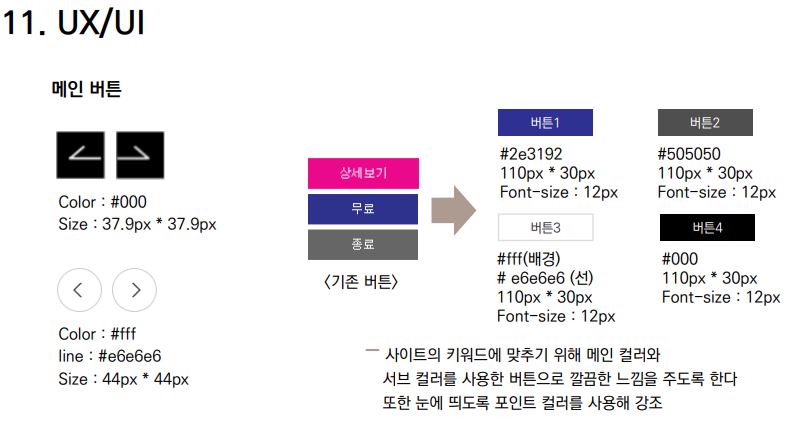 11. UX/UI
메인 버튼
Color : #000
Size : 37.9px * 37.9px
Color : #fff
line : #e6e6e6
Size : 44px * 44px
상세보기
무료
종료
〈기존 버튼〉
버튼1
#2e3192
110px * 30px
Font-size : 12px
버튼2
#505050
110px * 30px
Font-size : 12px
버튼3
#fff(배경)
# e6e6e6 (선)
110px * 30px
Font-size : 12px
버튼4
#000
110px * 30px
Font-size : 12px
사이트의 키워드에 맞추기 위해 메인 컬러와
서브 컬러를 사용한 버튼으로 깔끔한 느낌을 주도록 한다
또한 눈에 띄도록 포인트 컬러를 사용해 강조